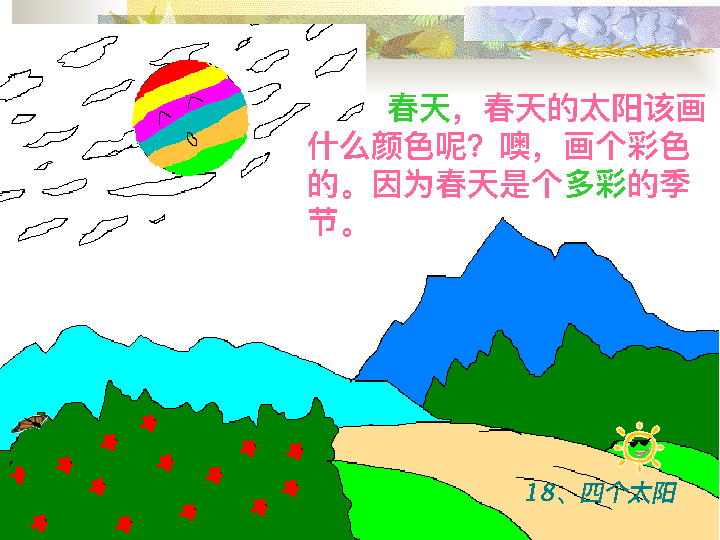 春天，春天的太阳该画
什么颜色呢？噢，画个彩色
的。因为春天是个多彩的季
节。
18、四个太阳